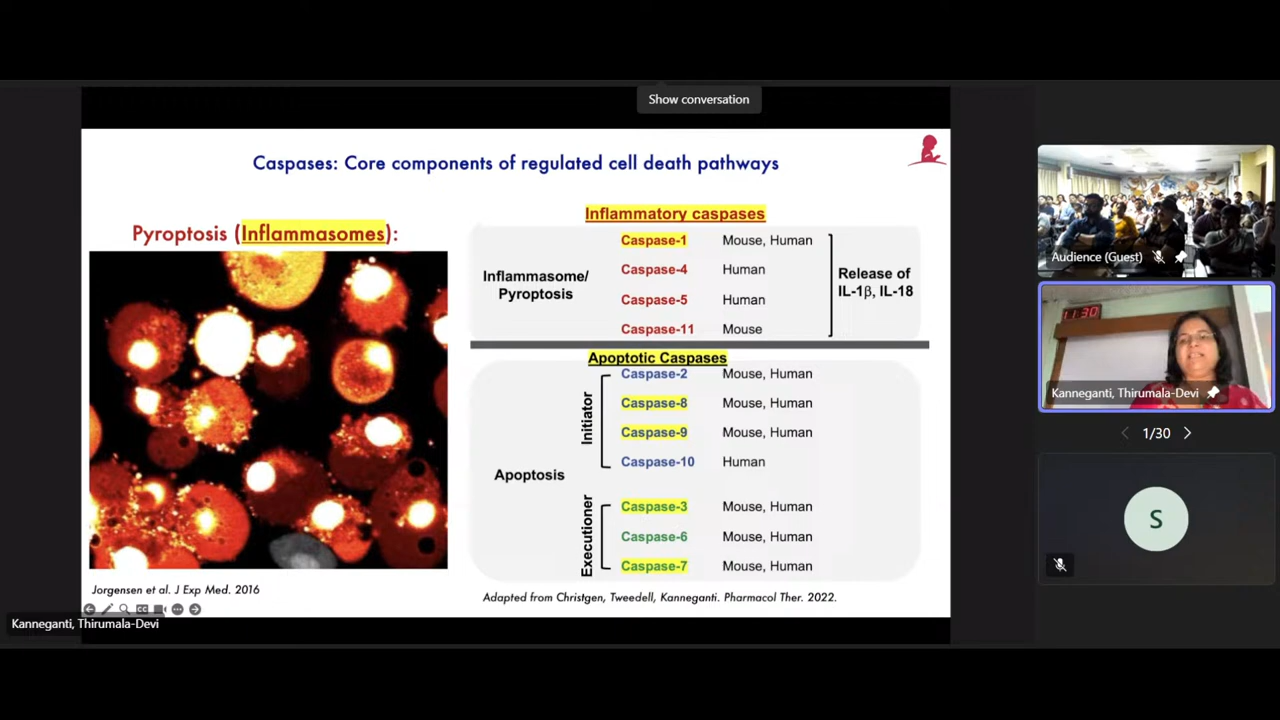 Show conversation
Caspases: Core components of regulated cell death pathways
Pyroptosis (Inflammasomes):
Jorgensen et al. J Exp Med. 2016
Inflammatory caspases
Inflammasome/
Pyroptosis
Caspase-1 Mouse, Human
Caspase-4 Human
Caspase-5 Human
Caspase-11 Mouse
Release of
IL-1β, IL-18
Apoptotic Caspases
Apoptosis
Initiator
Caspase-2 Mouse, Human
Caspase-8 Mouse, Human
Caspase-9 Mouse, Human
Caspase-10 Human
Executioner
Caspase-3 Mouse, Human
Caspase-6 Mouse, Human
Caspase-7 Mouse, Human
Adapted from Christgen, Tweedell, Kanneganti. Pharmacol Ther. 2022.
CC
Kanneganti, Thirumala-Devi
Audience (Guest)
11:30
Kanneganti, Thirumala-Devi
1/30
S